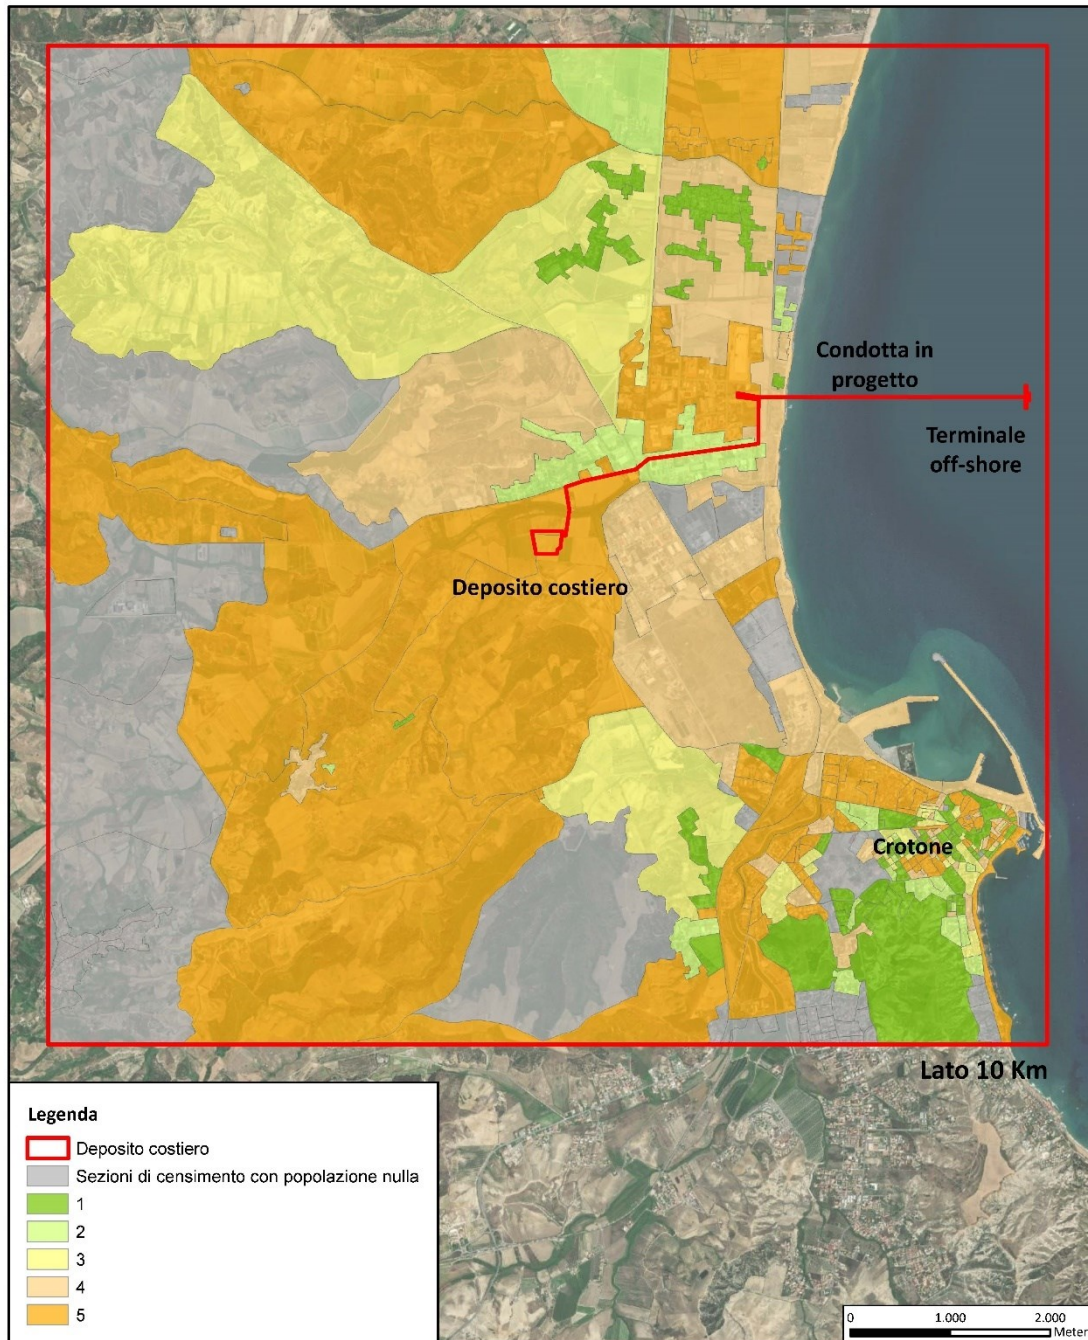 Condotta in
progetto
Terminale
off-shore
Deposito costiero
Crotone
Lato 10 Km
Legenda
Deposito costiero
Sezioni di censimento con popolazione nulla
1
2
3
4
5
0 1.000 2.000
Meter